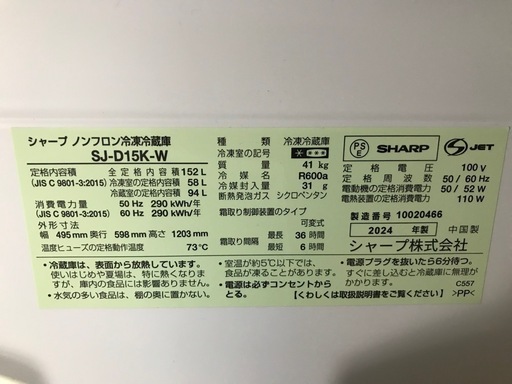 シャープ ノンフロン冷凍冷蔵庫
SJ-D15K-W
定格内容積 全定格内容積 152 L
(JIS C 9801-3:2015) 冷凍室の定格内容積 58 L
冷蔵室の定格内容積 94 L
消費電力量 50 Hz 290 kWh/年
(JIS C 9801-3:2015) 60 Hz 290 kWh/年
外形寸法
幅 495 mm 奥行 598 mm 高さ 1203 mm
温度ヒューズの定格動作温度 73℃
種類 冷凍冷蔵庫
冷凍室の記号
質量 41 kg
冷媒名 R600a
冷媒封入量 31 g
断熱発泡ガス シクロペンタン
霜取り制御装置のタイプ
可変式
霜取り間隔 最長 36 時間
最短 6 時間
PS
E
SHARP
JET
定格電圧 100 V
定格周波数 50 / 60 Hz
電動機の定格消費電力
50 / 52 W
電熱装置の定格消費電力
110 W
製造番号 10020466
2024 年製 中国製
シャープ株式会社
•冷蔵庫は、表面から放熱しています。
使いはじめや夏場は、特に熱くなりますが、庫内の食品には影響ありません。
•水気の多い食品は、棚の奥に置かない。
•室温が約5℃以下では、
食品が凍ることがあります。
•電源は必ずコンセントからとる。
•電源プラグを抜いたら6分待つ。
すぐに差し込むと冷蔵庫に無理がかかります。
C557
【くわしくは取扱説明書をご覧ください】 >PP<